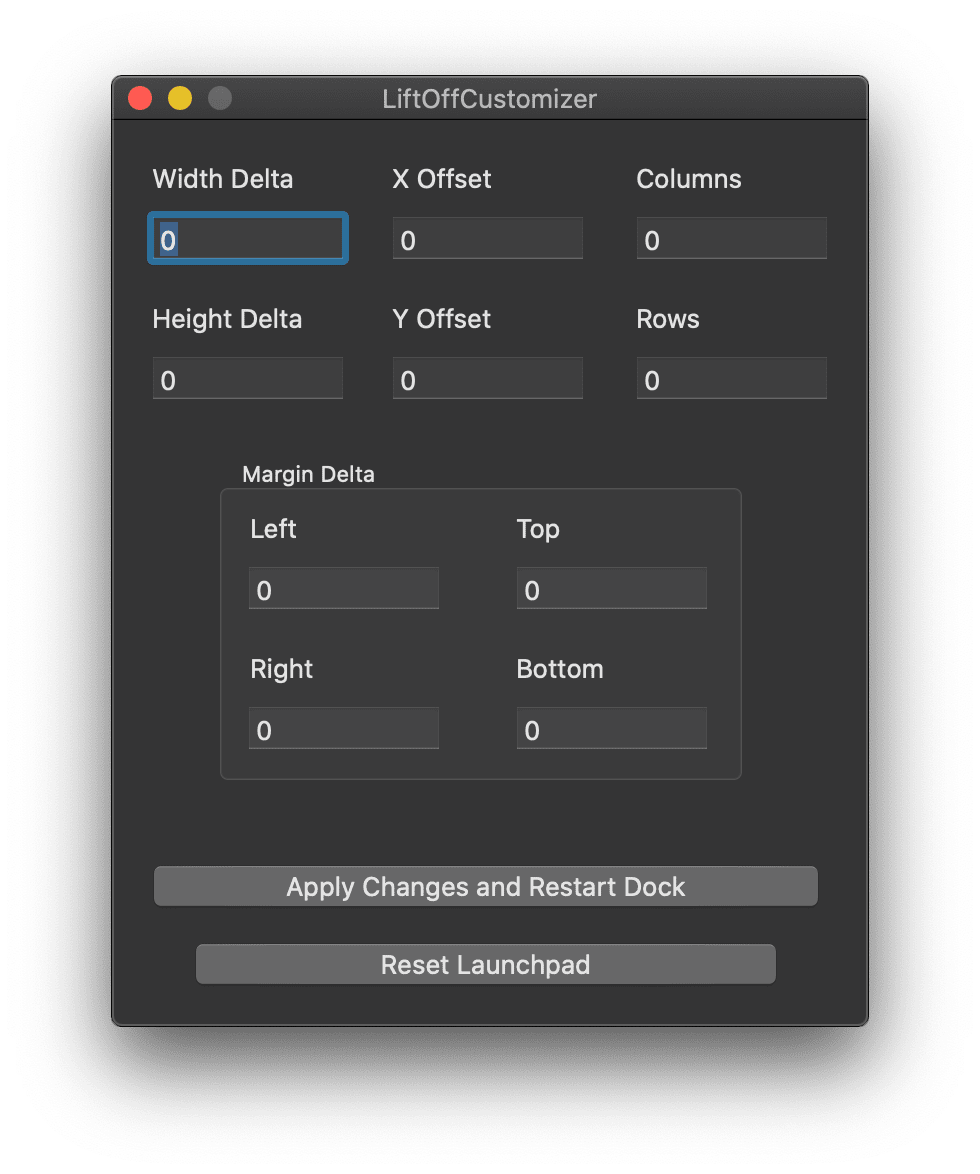 LiftOffCustomizer
Width Delta X Offset Columns
0 0 0
Height Delta Y Offset Rows
0 0 0
Margin Delta
Left Top
0 0
Right Bottom
0 0
Apply Changes and Restart Dock
Reset Launchpad